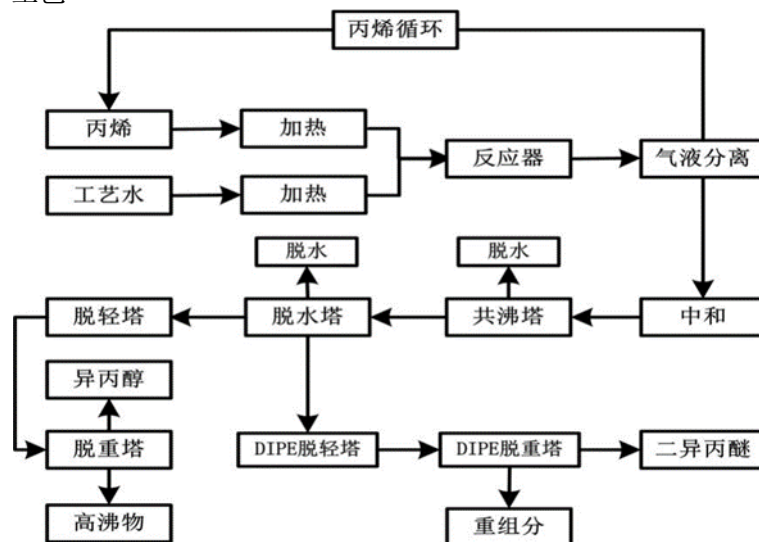 丙烯循环
丙烯
加热
反应器
气液分离
工艺水
加热
脱水
脱水
脱轻塔
脱水塔
共沸塔
中和
异丙醇
脱重塔
DIPE脱轻塔
DIPE脱重塔
二异丙醚
高沸物
重组分